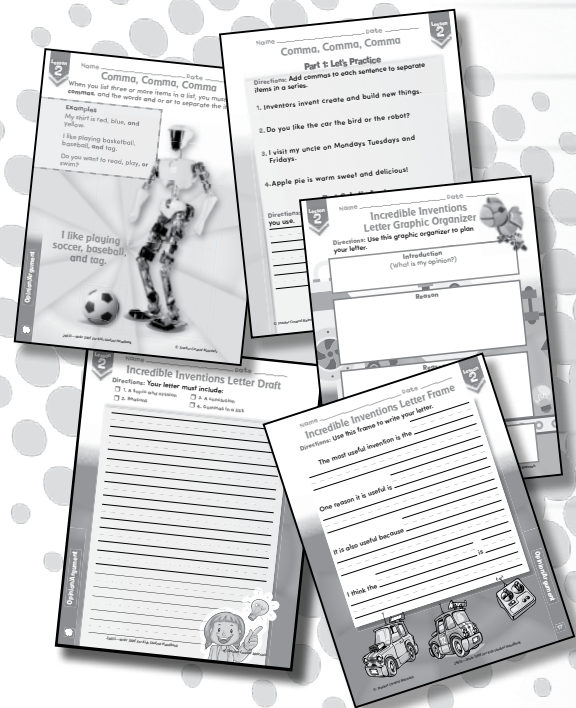 Lesson
2
Name Date
Comma, Comma, Comma
When you list three or more items in a list, you must
commas, and the words and or or to separate the
Examples
My shirt is red, blue, and
yellow.
I like playing basketball,
baseball, and tag.
Do you want to read, play, or
swim?
I like playing
soccer, baseball,
and tag.
Opinion/Argument
Lesson
2
Name Date
Comma, Comma, Comma
Part 1: Let's Practice
Directions: Add commas to each sentence to separate
items in a series.
1. Inventors invent create and build new things.
2. Do you like the car the bird or the robot?
3. I visit my uncle on Mondays Tuesdays and
Fridays.
4. Apple pie is warm sweet and delicious!
Directions:
you use.
Lesson
2
Name Date
Incredible Inventions
Letter Graphic Organizer
Directions: Use this graphic organizer to plan
your letter.
Introduction
(What is my opinion?)
Reason
Lesson
2
Name Date
Incredible Inventions Letter Draft
Directions: Your letter must include:
1. A topic and opinion
2. Reasons
3. A conclusion
4. Commas in a list
Opinion/Argument
Lesson
2
Name Date
Incredible Inventions Letter Frame
Directions: Use this frame to write your letter.
The most useful invention is the
One reason it is useful is
It is also useful because
I think the is
Opinion/Argument